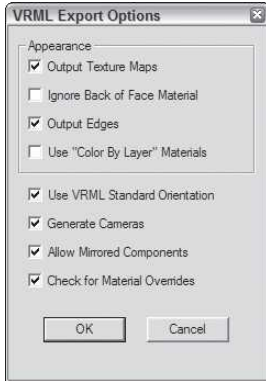 VRML Export Options
Appearance
Output Texture Maps
Ignore Back of Face Material
Output Edges
Use "Color By Layer" Materials
Use VRML Standard Orientation
Generate Cameras
Allow Mirrored Components
Check for Material Overrides
OK
Cancel